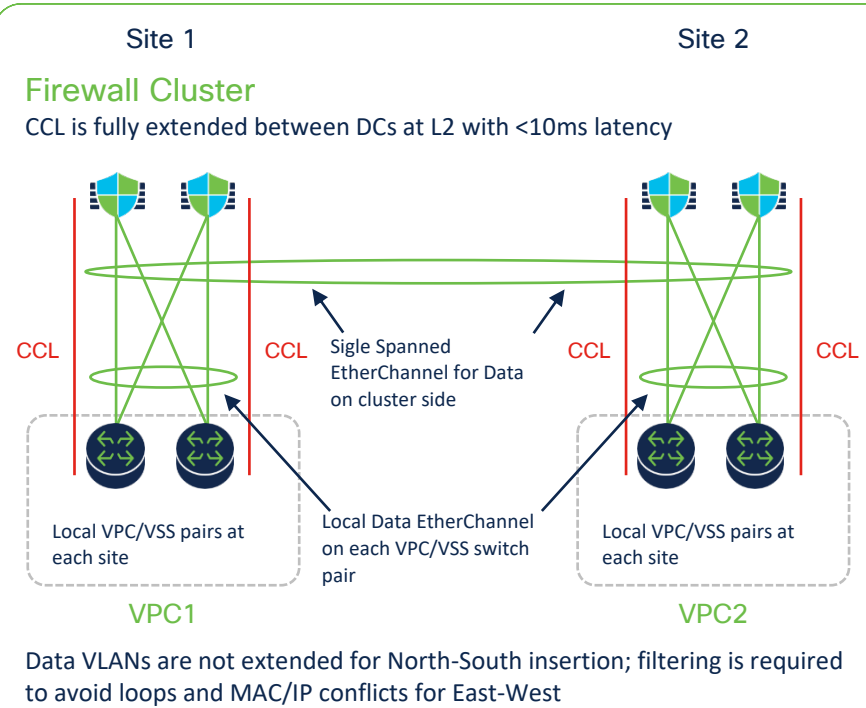 Site 1
Site 2
Firewall Cluster
CCL is fully extended between DCs at L2 with <10ms latency
CCL
CCL
Sigle Spanned
EtherChannel for Data
on cluster side
CCL
CCL
Local VPC/VSS pairs at
each site
Local Data EtherChannel
on each VPC/VSS switch
pair
Local VPC/VSS pairs at
each site
VPC1
VPC2
Data VLANs are not extended for North-South insertion; filtering is required
to avoid loops and MAC/IP conflicts for East-West